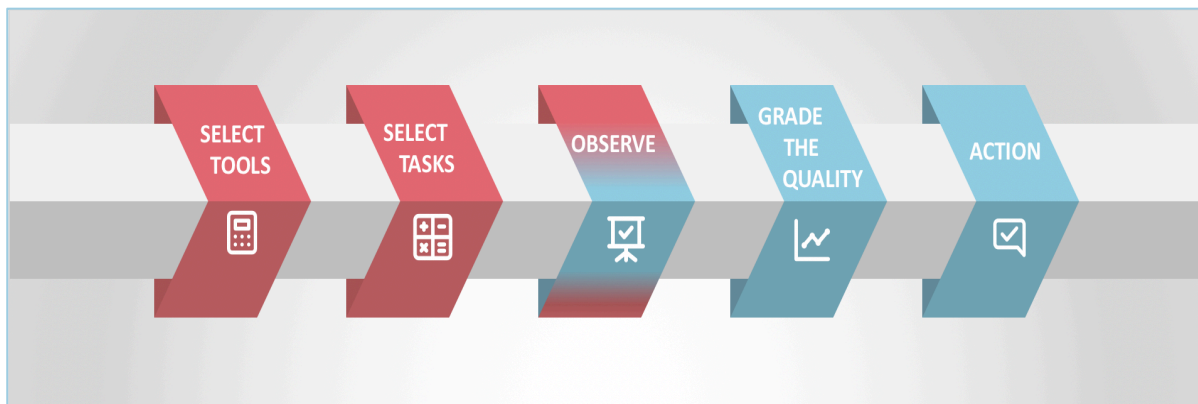 SELECT
TOOLS
SELECT
TASKS
OBSERVE
GRADE
THE
QUALITY
ACTION